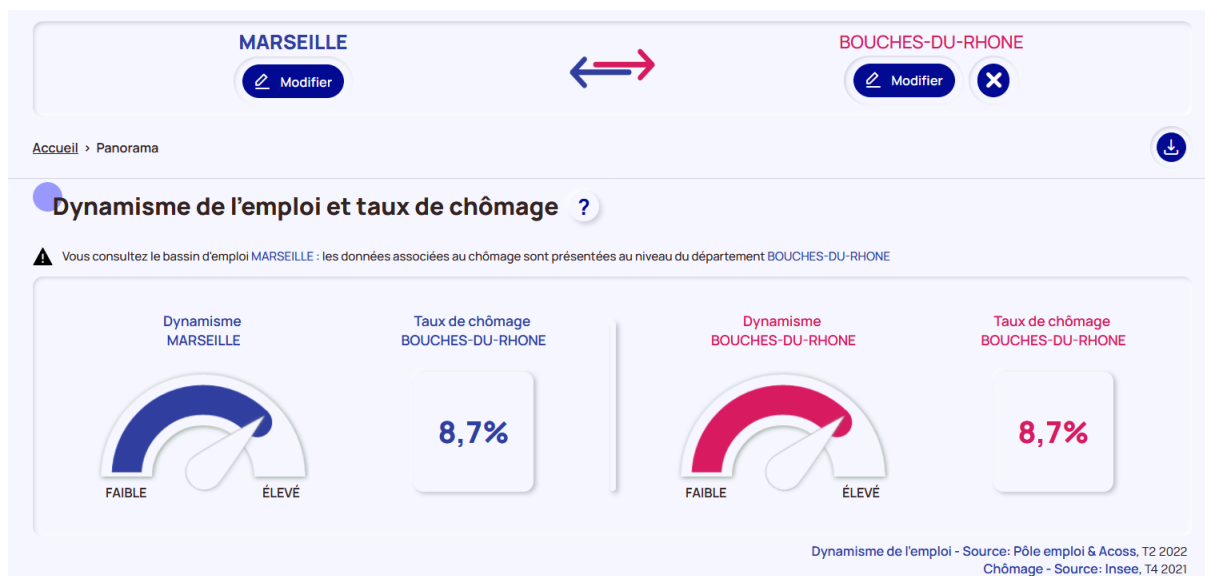 MARSEILLE
Modifier
BOUCHES-DU-RHONE
Modifier
Accueil > Panorama
Dynamisme de l'emploi et taux de chômage ?
Vous consultez le bassin d'emploi MARSEILLE : les données associées au chômage sont présentées au niveau du département BOUCHES-DU-RHONE
Dynamisme
MARSEILLE
FAIBLE
ÉLEVÉ
Taux de chômage
BOUCHES-DU-RHONE
8,7%
Dynamisme
BOUCHES-DU-RHONE
FAIBLE
ÉLEVÉ
Taux de chômage
BOUCHES-DU-RHONE
8,7%
Dynamisme de l'emploi - Source: Pôle emploi & Acoss, T2 2022
Chômage - Source: Insee, T4 2021